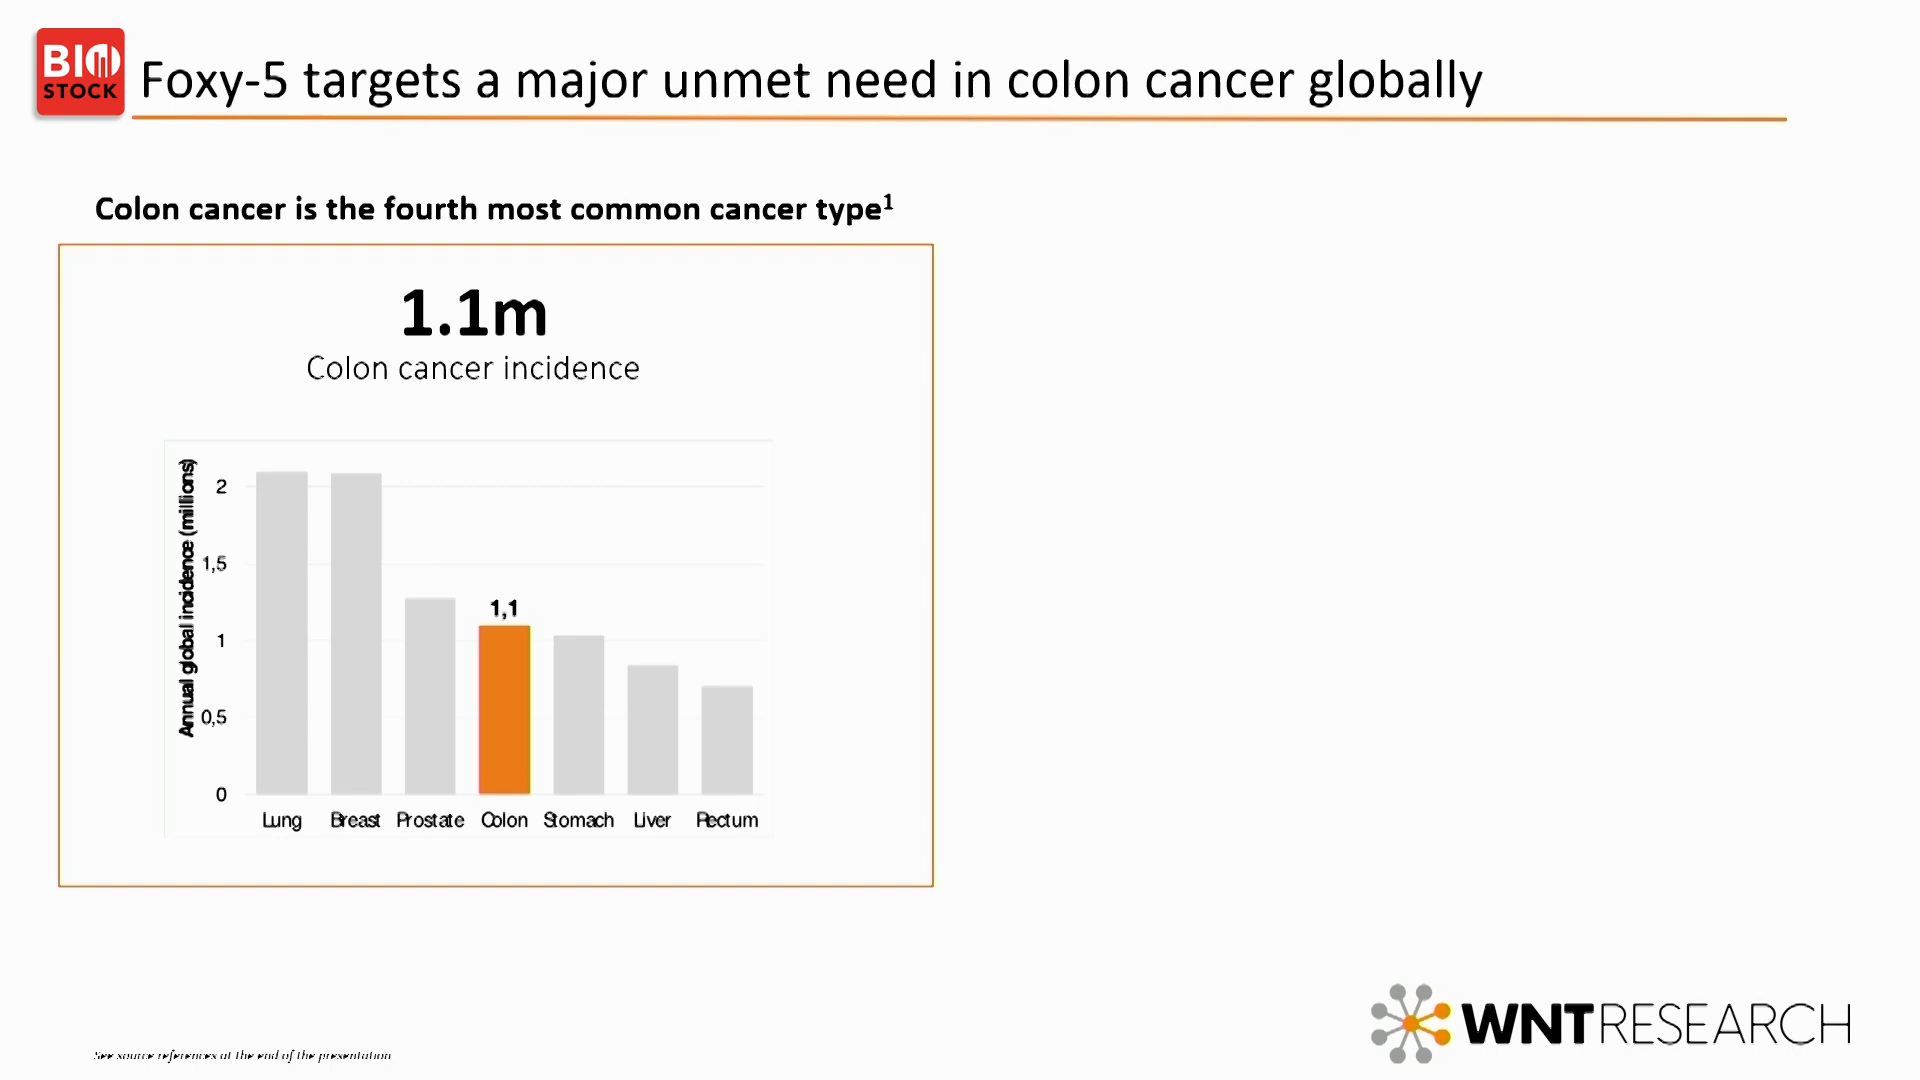 BIO STOCK
Foxy-5 targets a major unmet need in colon cancer globally
Colon cancer is the fourth most common cancer type¹
1.1m
Colon cancer incidence
Annual global incidence (millions)
2
1,5
1
0,5
0
1,1
Lung Breast Prostate Colon Stomach Liver Rectum
WNTRESEARCH
See source references at the end of the presentation